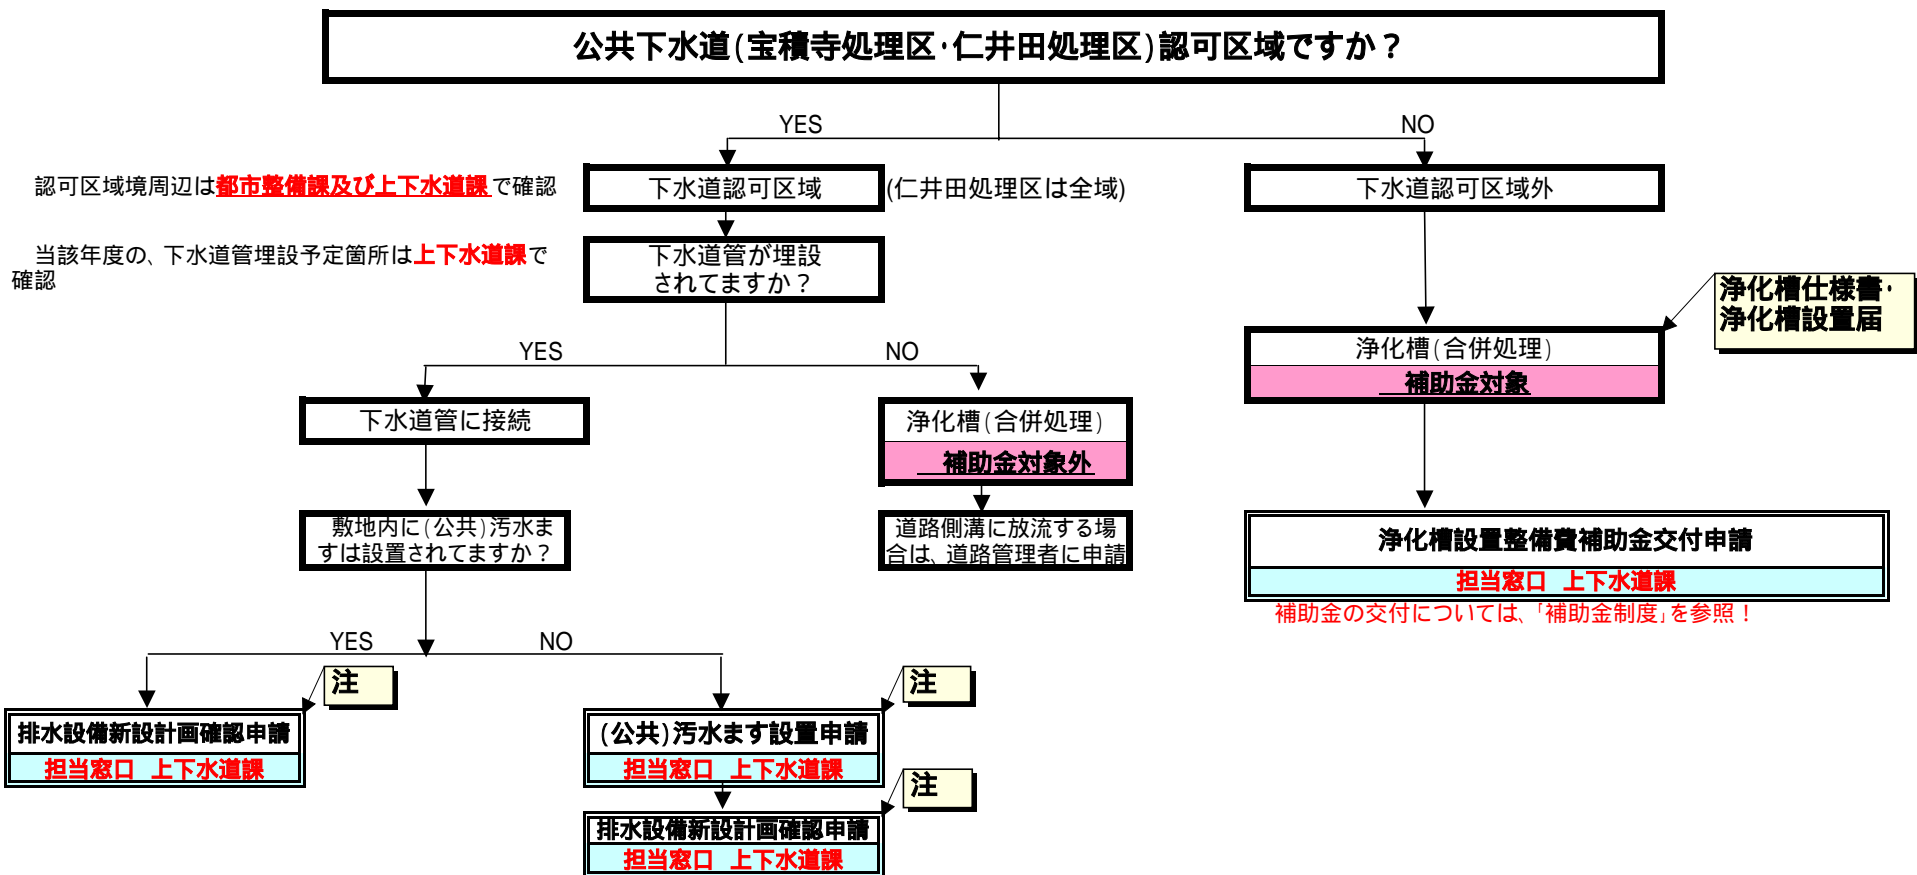 公共下水道(宝積寺処理区・仁井田処理区)認可区域ですか？
YES
NO
認可区域境周辺は都市整備課及び上下水道課で確認
下水道認可区域
(仁井田処理区は全域)
下水道認可区域外
当該年度の、下水道管埋設予定箇所は上下水道課で
確認
下水道管が埋設
されてますか？
浄化槽仕様書・
浄化槽設置届
YES
NO
浄化槽(合併処理)
補助金対象
下水道管に接続
浄化槽(合併処理)
補助金対象外
敷地内に(公共)汚水ま
すは設置されてますか？
道路側溝に放流する場
合は、道路管理者に申請
浄化槽設置整備費補助金交付申請
担当窓口　上下水道課
補助金の交付については、「補助金制度」を参照！
YES
NO
注
注
排水設備新設計画確認申請
担当窓口　上下水道課
(公共)汚水ます設置申請
担当窓口　上下水道課
注
排水設備新設計画確認申請
担当窓口　上下水道課